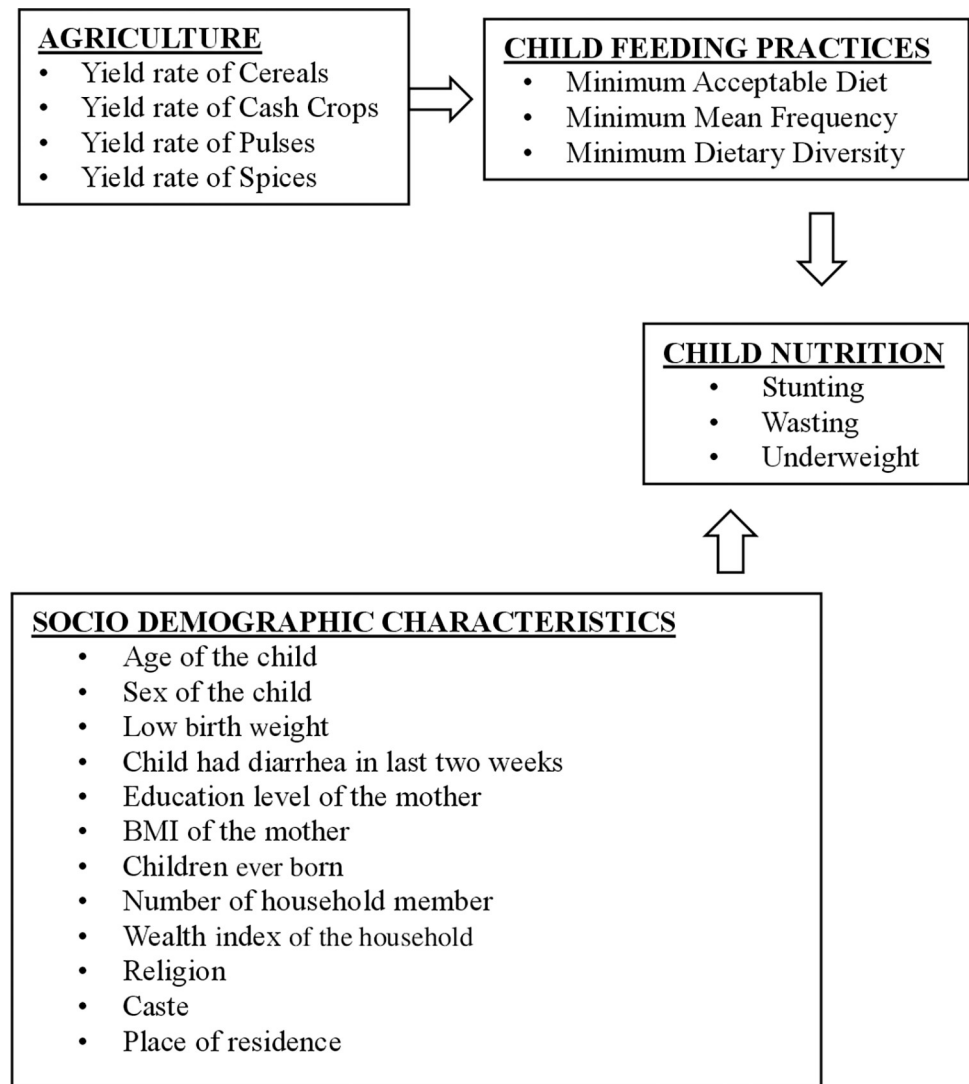 AGRICULTURE
• Yield rate of Cereals
• Yield rate of Cash Crops
• Yield rate of Pulses
• Yield rate of Spices
CHILD FEEDING PRACTICES
• Minimum Acceptable Diet
• Minimum Mean Frequency
• Minimum Dietary Diversity
CHILD NUTRITION
• Stunting
• Wasting
• Underweight
SOCIO DEMOGRAPHIC CHARACTERISTICS
• Age of the child
• Sex of the child
• Low birth weight
• Child had diarrhea in last two weeks
• Education level of the mother
• BMI of the mother
• Children ever born
• Number of household member
• Wealth index of the household
• Religion
• Caste
• Place of residence